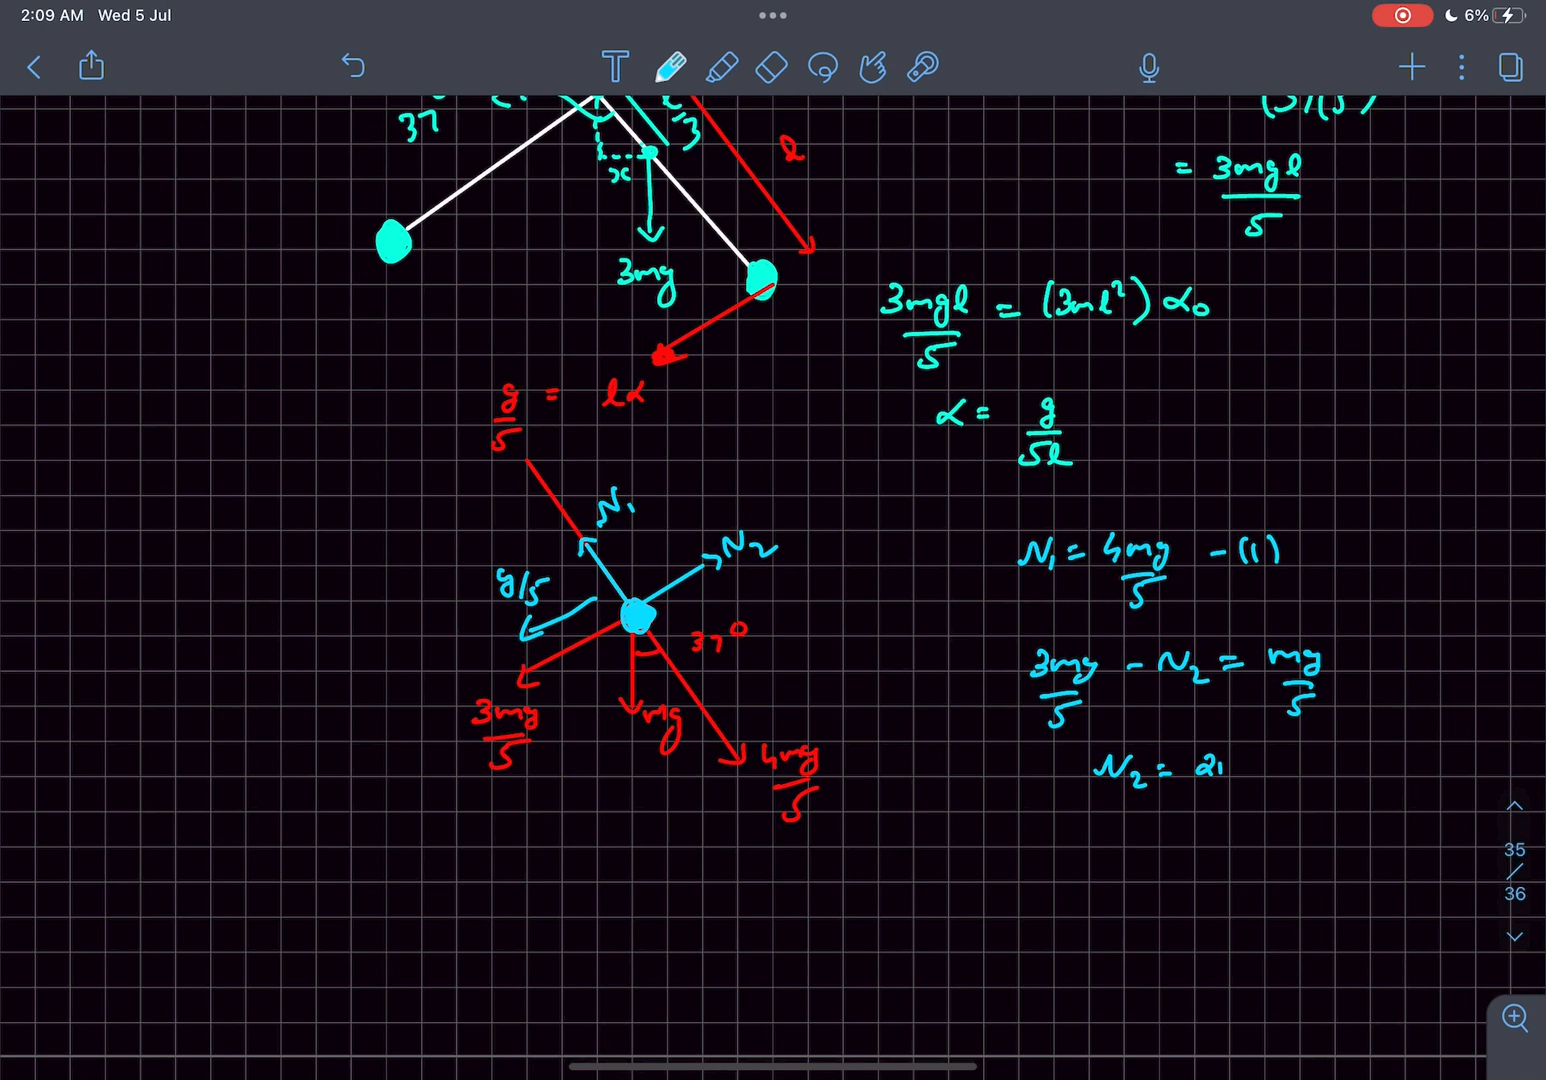 2:09 AM Wed 5 Jul
6%
T
37
l/3
l
x
3mg
= 3mgl/5
3mgl/5 = (3ml²) α₀
g/5 = lα
α = g/5l
N₁
N₂
g/5
37°
3mg/5
mg
4mg/5
N₁ = 4mg/5 - (1)
3mg/5 - N₂ = mg/5
N₂ = 2
35
36